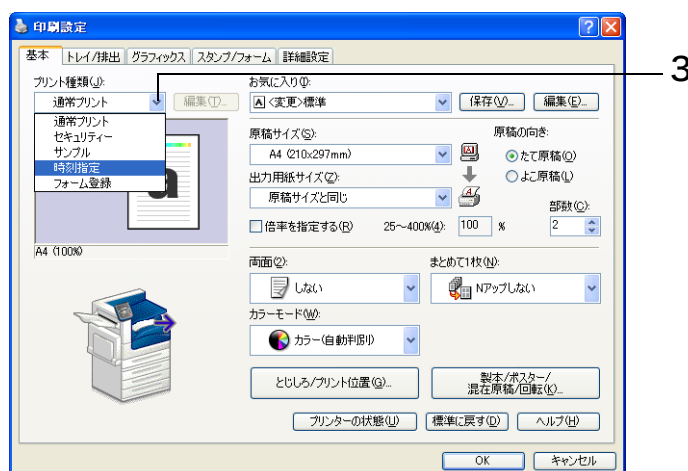 印刷設定
基本 トレイ/排出 グラフィックス スタンプ/フォーム 詳細設定
3
プリント種類(J):
通常プリント 編集(T)...
通常プリント
セキュリティー
サンプル
時刻指定
フォーム登録
a
A4 (100%)
お気に入り(I):
A <変更>標準 保存(V)... 編集(E)...
原稿サイズ(S):
A4 (210x297mm)
原稿の向き:
たて原稿(O)
よこ原稿(L)
出力用紙サイズ(Z):
原稿サイズと同じ
倍率を指定する(R) 25～400%(4): 100 %
部数(C):
2
両面(2):
しない
まとめて1枚(N):
Nアップしない
カラーモード(W):
カラー(自動判別)
とじしろ/プリント位置(G)...
製本/ポスター/
混在原稿/回転(K)...
プリンターの状態(U) 標準に戻す(D) ヘルプ(H)
OK キャンセル